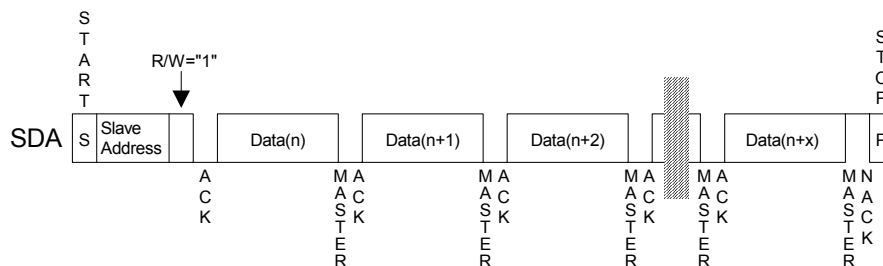 START
STOP
R/W="1"
SDA
S
Slave
Address
Data(n)
Data(n+1)
Data(n+2)
Data(n+x)
P
ACK
MASTER ACK
MASTER ACK
MASTER ACK
MASTER ACK
MASTER NACK